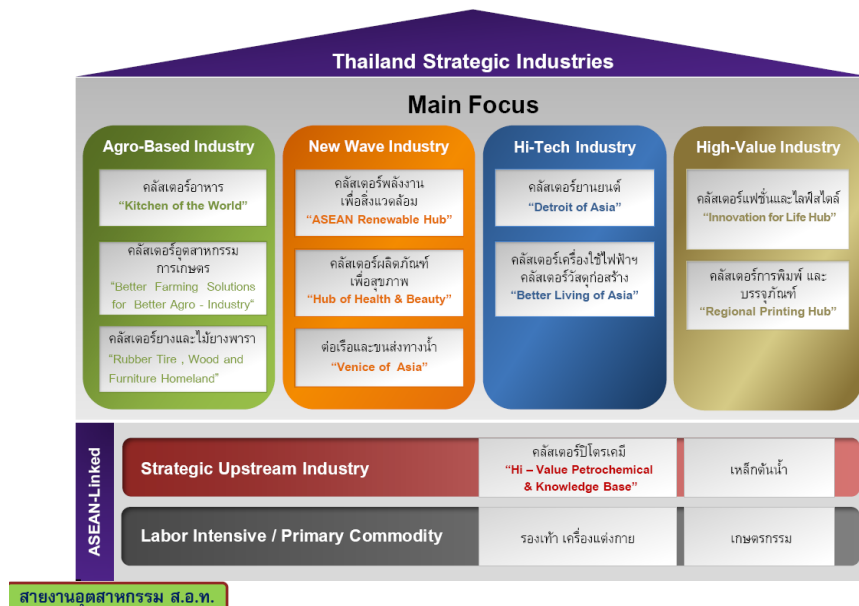 Thailand Strategic Industries
Main Focus
Agro-Based Industry
คลัสเตอร์อาหาร
“Kitchen of the World”
คลัสเตอร์อุตสาหกรรม
การเกษตร
“Better Farming Solutions
for Better Agro - Industry”
คลัสเตอร์ยางและไม้ยางพารา
“Rubber Tire , Wood and
Furniture Homeland”
New Wave Industry
คลัสเตอร์พลังงาน
เพื่อสิ่งแวดล้อม
“ASEAN Renewable Hub”
คลัสเตอร์ผลิตภัณฑ์
เพื่อสุขภาพ
“Hub of Health & Beauty”
ต่อเรือและขนส่งทางน้ำ
“Venice of Asia”
Hi-Tech Industry
คลัสเตอร์ยานยนต์
“Detroit of Asia”
คลัสเตอร์เครื่องใช้ไฟฟ้าฯ
คลัสเตอร์วัสดุก่อสร้าง
“Better Living of Asia”
High-Value Industry
คลัสเตอร์แฟชั่นและไลฟ์สไตล์
“Innovation for Life Hub”
คลัสเตอร์การพิมพ์ และ
บรรจุภัณฑ์
“Regional Printing Hub”
ASEAN-Linked
Strategic Upstream Industry
คลัสเตอร์ปิโตรเคมี
“Hi – Value Petrochemical
& Knowledge Base”
เหล็กต้นน้ำ
Labor Intensive / Primary Commodity
รองเท้า เครื่องแต่งกาย
เกษตรกรรม
สายงานอุตสาหกรรม ส.อ.ท.